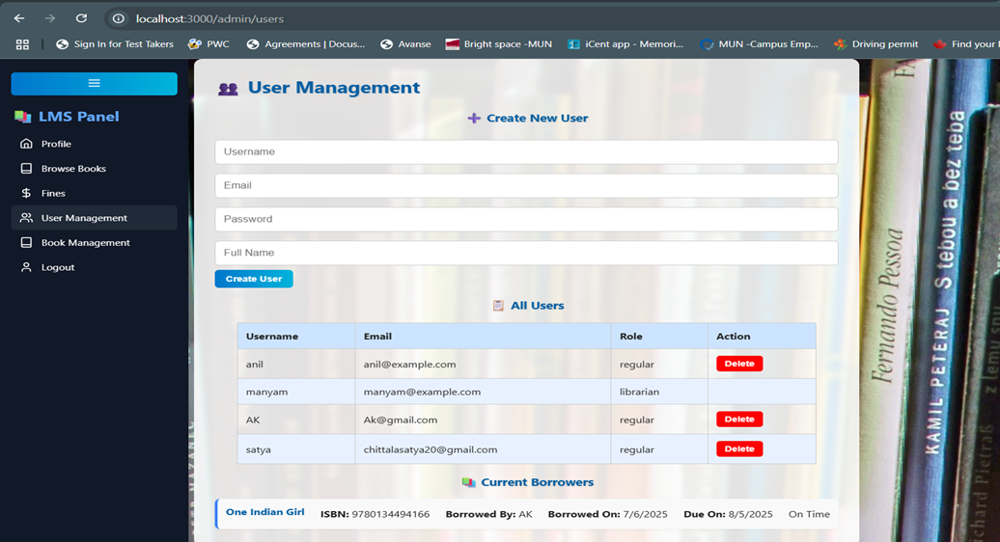 localhost:3000/admin/users
Sign In for Test Takers PWC Agreements | Docus... Avanse Bright space -MUN iCent app - Memori... MUN -Campus Emp... Driving permit Find your
LMS Panel
Profile
Browse Books
Fines
User Management
Book Management
Logout
User Management
Create New User
Username
Email
Password
Full Name
Create User
All Users
Username Email Role Action
anil anil@example.com regular Delete
manyam manyam@example.com librarian
AK Ak@gmail.com regular Delete
satya chittalasatya20@gmail.com regular Delete
Current Borrowers
One Indian Girl ISBN: 9780134494166 Borrowed By: AK Borrowed On: 7/6/2025 Due On: 8/5/2025 On Time
Fernando Pessoa
KAMIL PETERAJ S tebou a bez teba